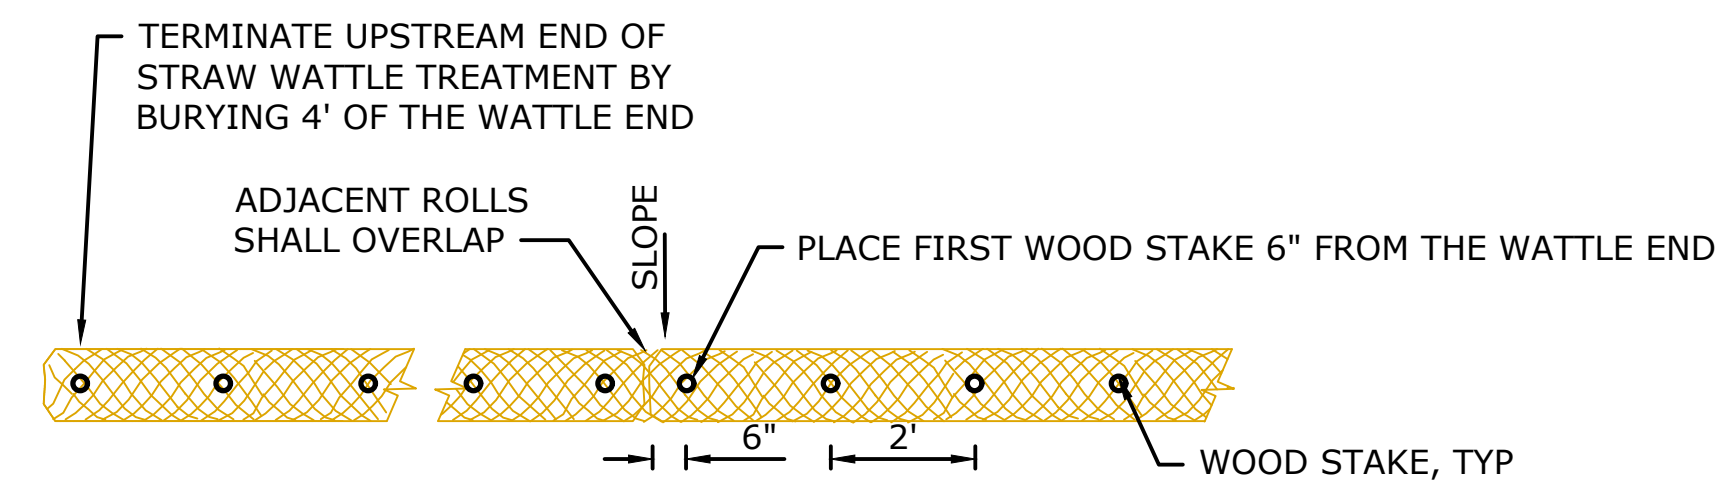 TERMINATE UPSTREAM END OF
STRAW WATTLE TREATMENT BY
BURYING 4' OF THE WATTLE END
ADJACENT ROLLS
SHALL OVERLAP
SLOPE
PLACE FIRST WOOD STAKE 6" FROM THE WATTLE END
6"
2'
WOOD STAKE, TYP